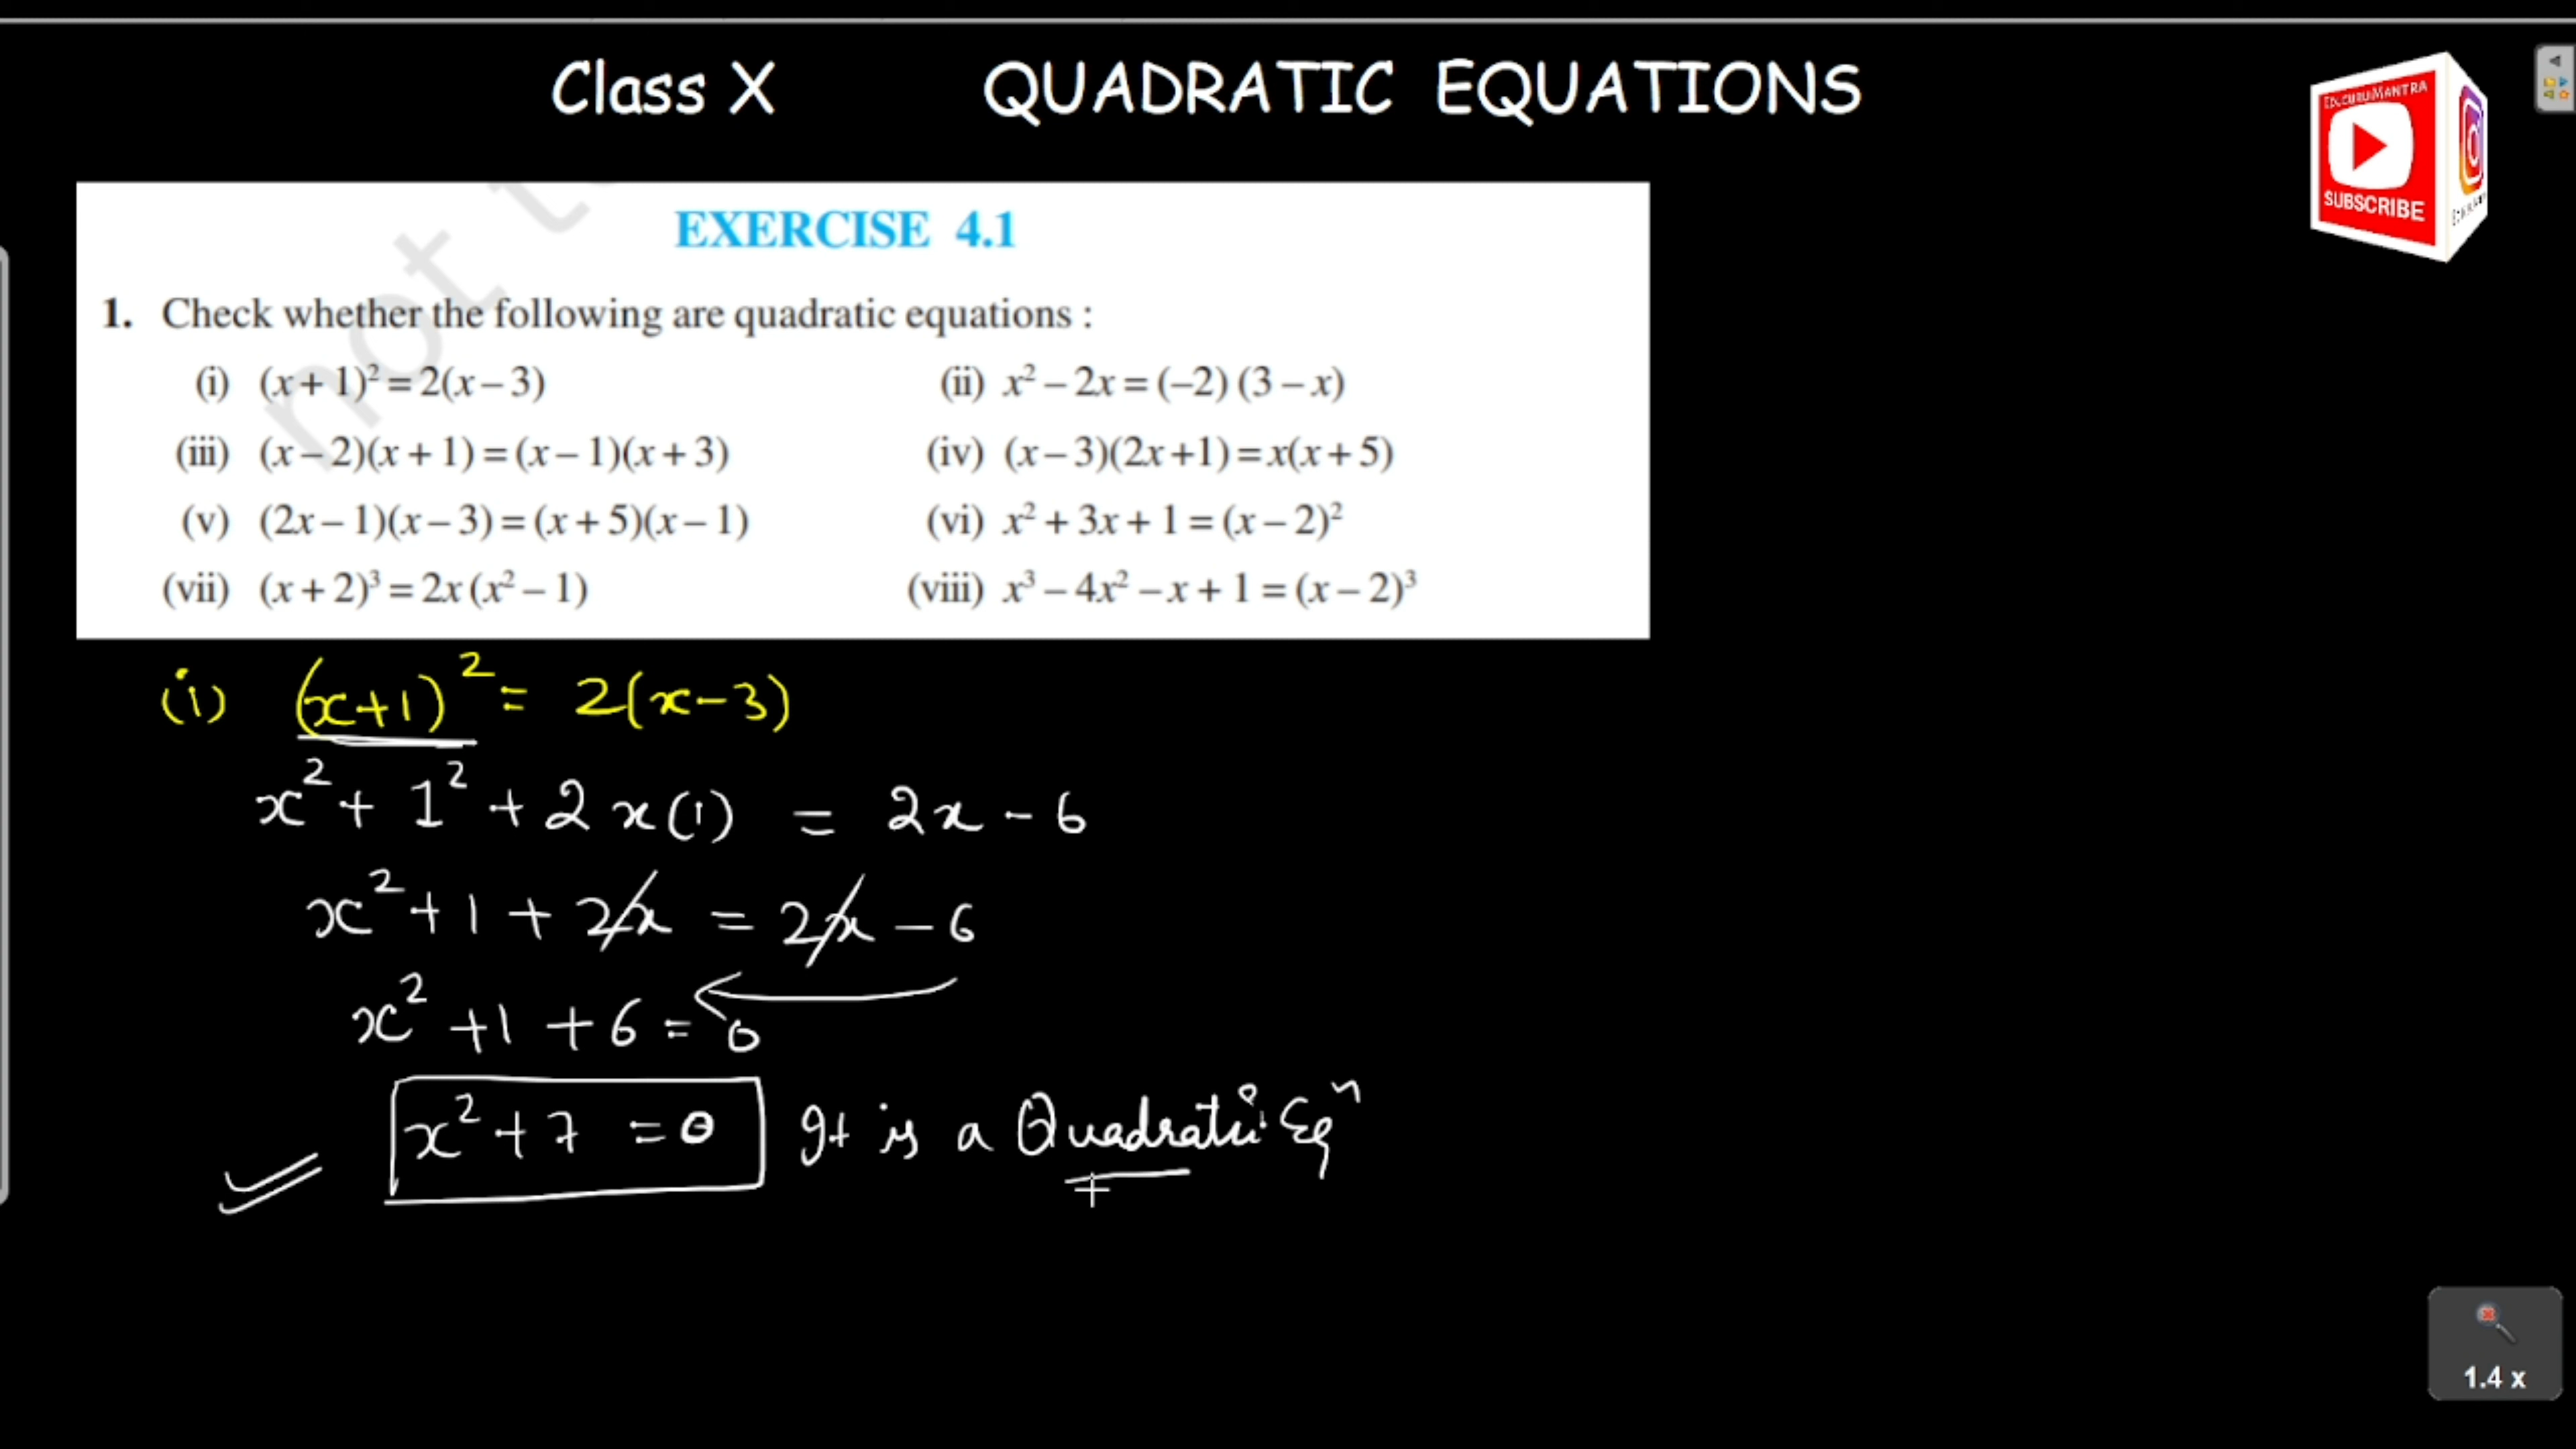 Class X QUADRATIC EQUATIONS
EDUGURUMANTRA
SUBSCRIBE
not t
EXERCISE 4.1
1. Check whether the following are quadratic equations :
(i) (x + 1)² = 2(x – 3) (ii) x² – 2x = (–2) (3 – x)
(iii) (x – 2)(x + 1) = (x – 1)(x + 3) (iv) (x – 3)(2x +1) = x(x + 5)
(v) (2x – 1)(x – 3) = (x + 5)(x – 1) (vi) x² + 3x + 1 = (x – 2)²
(vii) (x + 2)³ = 2x (x² – 1) (viii) x³ – 4x² – x + 1 = (x – 2)³
(i) (x+1)² = 2(x-3)
x² + 1² + 2x(1) = 2x - 6
x² + 1 + 2x = 2x - 6
x² + 1 + 6 = 0
x² + 7 = 0 It is a Quadratic Eqⁿ
1.4 x